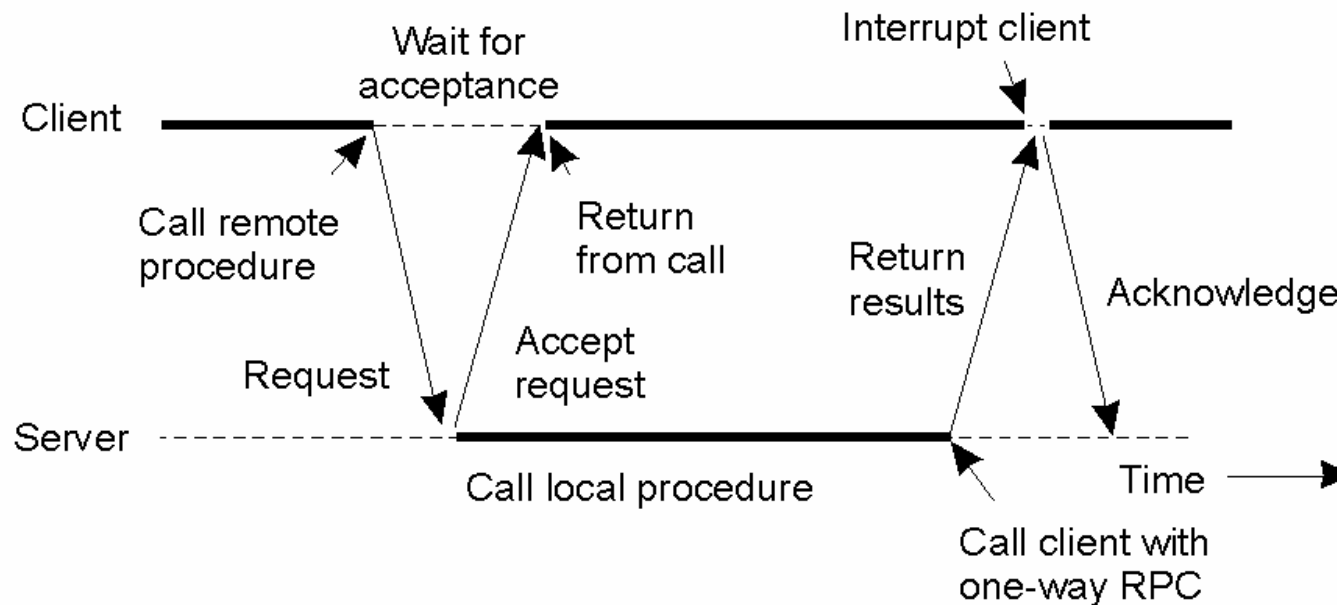 Wait for
acceptance
Interrupt client
Client
Call remote
procedure
Return
from call
Return
results
Acknowledge
Request
Accept
request
Server
Call local procedure
Time
Call client with
one-way RPC